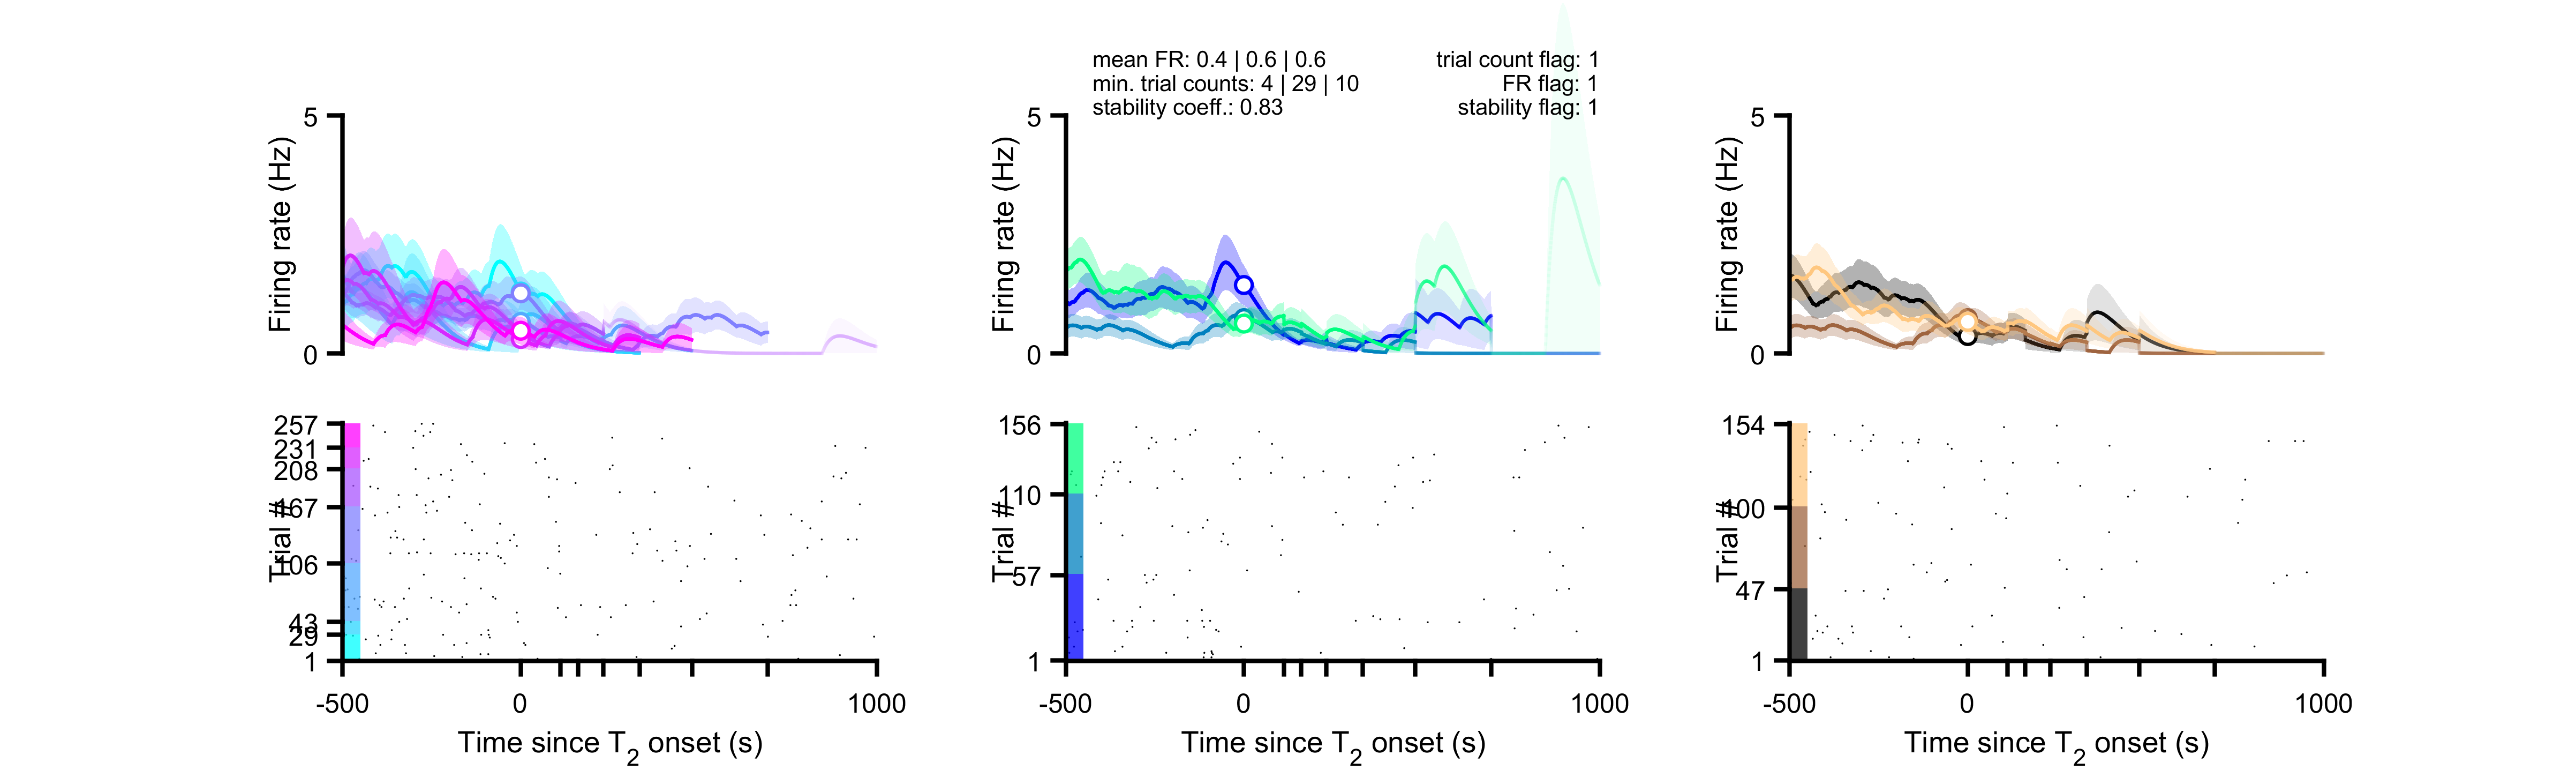 mean FR: 0.4 | 0.6 | 0.6
min. trial counts: 4 | 29 | 10
stability coeff.: 0.83
trial count flag: 1
FR flag: 1
stability flag: 1
Firing rate (Hz)
5
0
Firing rate (Hz)
5
0
Firing rate (Hz)
5
0
Trial #
257
231
208
167
106
43
29
1
-500
0
1000
Time since T2 onset (s)
Trial #
156
110
57
1
-500
0
1000
Time since T2 onset (s)
Trial #
154
100
47
1
-500
0
1000
Time since T2 onset (s)